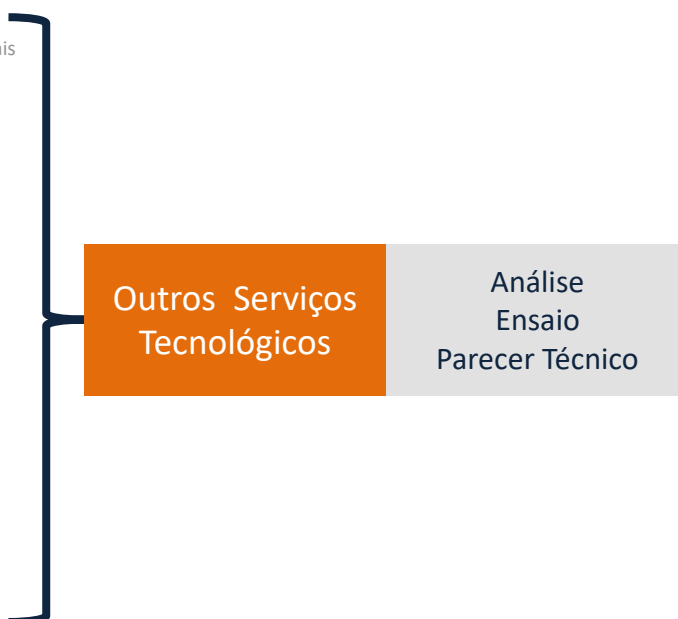 Outros Serviços
Tecnológicos
Análise
Ensaio
Parecer Técnico